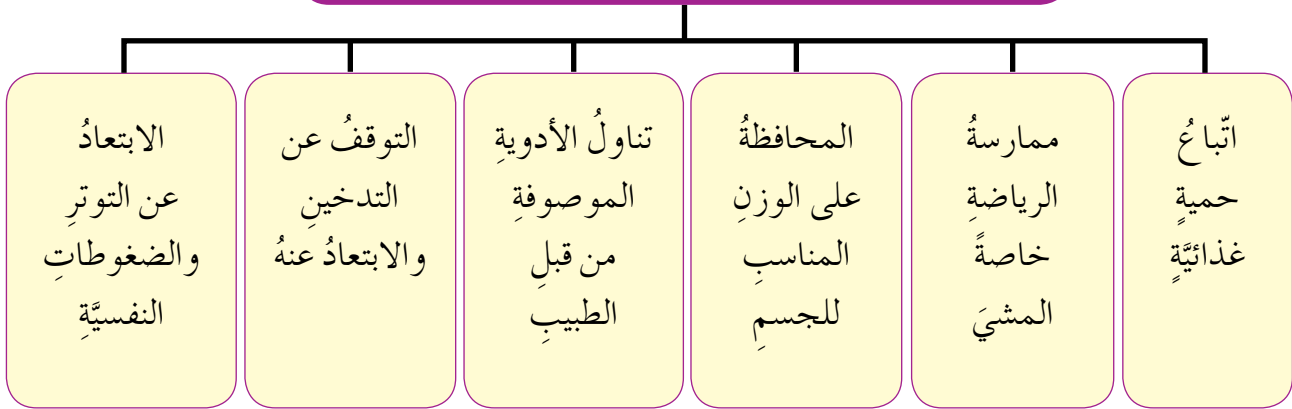 اتّباعُ
حميةٍ
غذائيَّةٍ
ممارسةُ
الرياضةِ
خاصةً
المشيَ
المحافظةُ
على الوزنِ
المناسبِ
للجسمِ
تناولُ الأدويةِ
الموصوفةِ
من قبلِ
الطبيبِ
التوقفُ عن
التدخينِ
والابتعادُ عنهُ
الابتعادُ
عن التوترِ
والضغوطاتِ
النفسيَّةِ